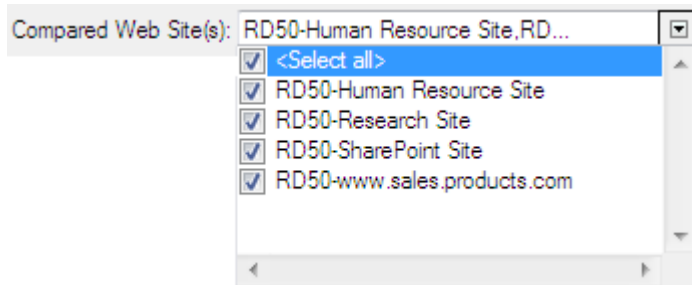 Compared Web Site(s): RD50-Human Resource Site,RD...
<Select all>
RD50-Human Resource Site
RD50-Research Site
RD50-SharePoint Site
RD50-www.sales.products.com